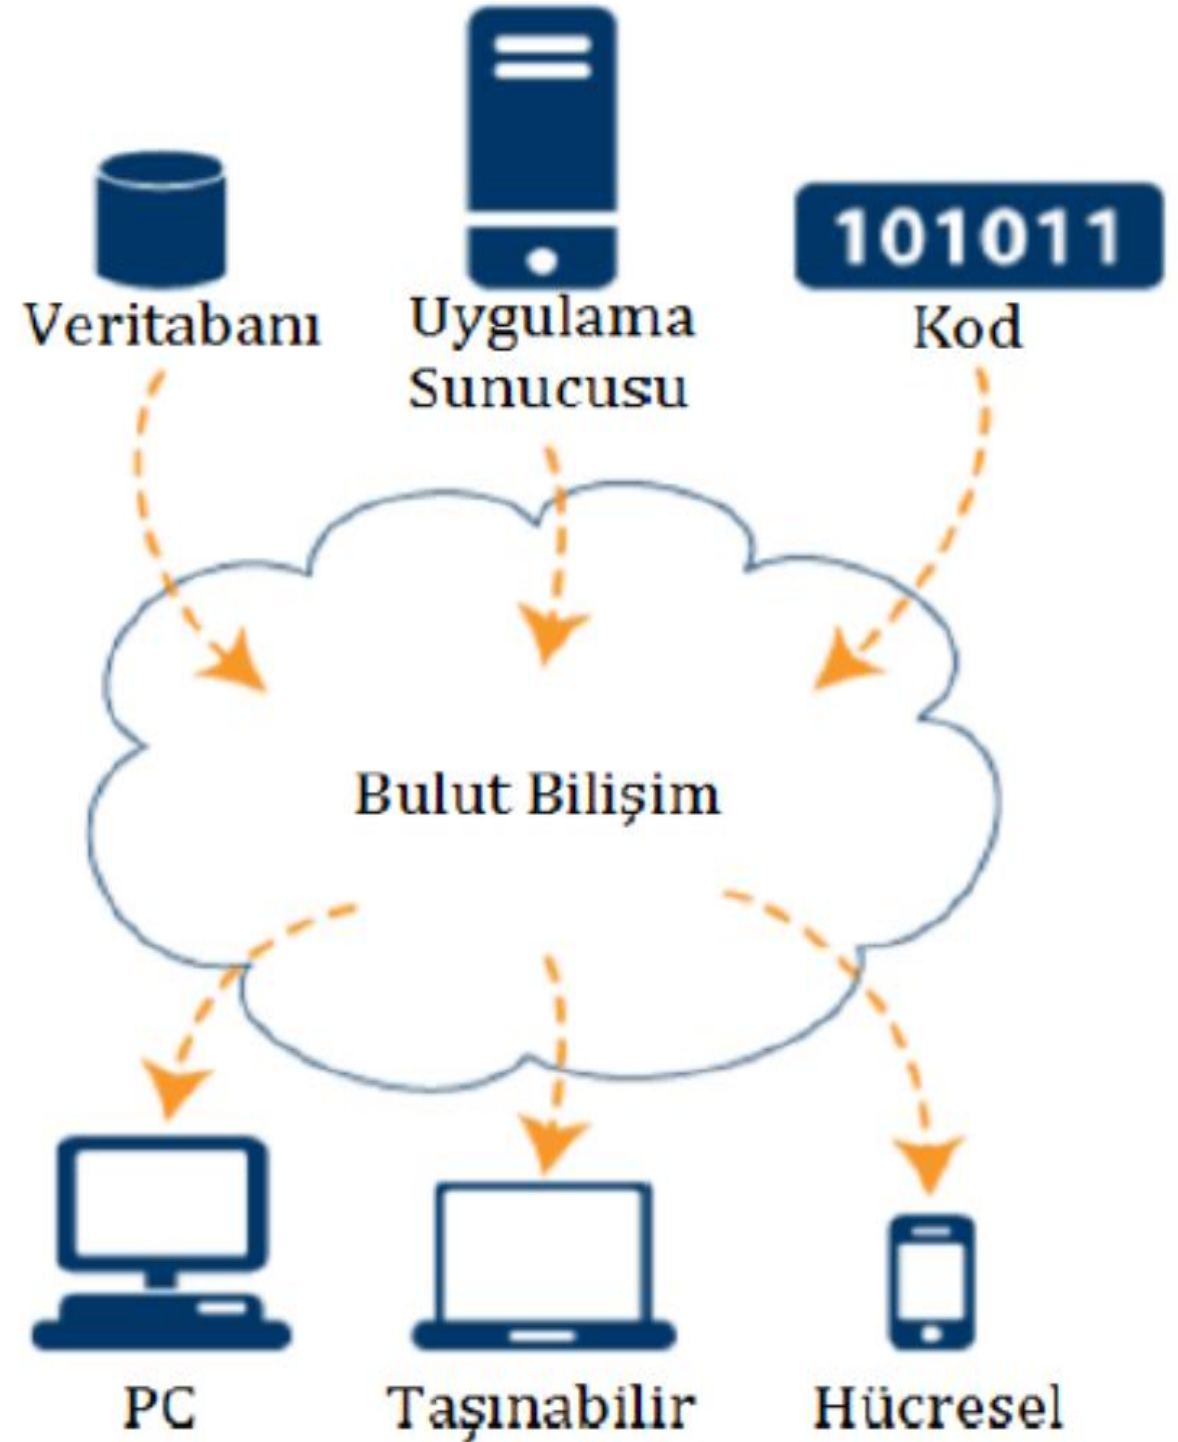 101011
Veritabanı
Uygulama
Sunucusu
Kod
Bulut Bilişim
PC
Taşınabilir
Hücresel